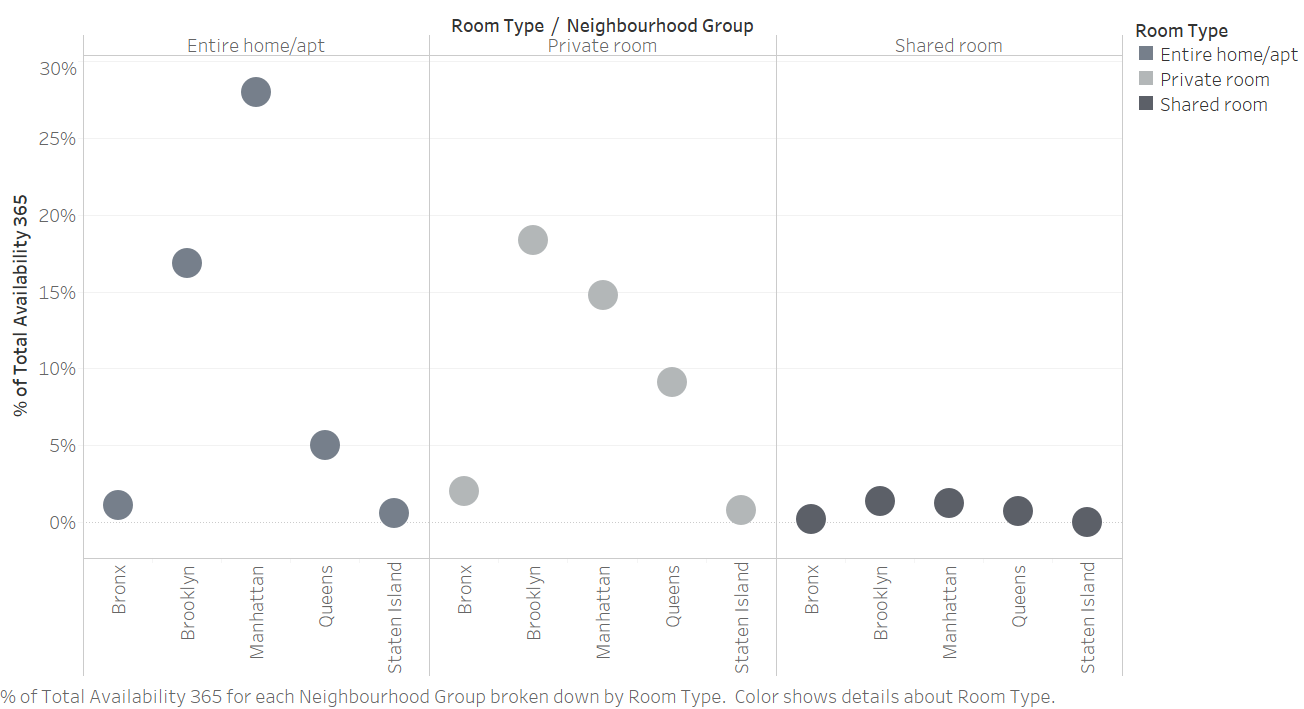 Room Type / Neighbourhood Group
Entire home/apt
Private room
Shared room
% of Total Availability 365
30%
25%
20%
15%
10%
5%
0%
Bronx
Brooklyn
Manhattan
Queens
Staten Island
Bronx
Brooklyn
Manhattan
Queens
Staten Island
Bronx
Brooklyn
Manhattan
Queens
Staten Island
Room Type
Entire home/apt
Private room
Shared room
% of Total Availability 365 for each Neighbourhood Group broken down by Room Type. Color shows details about Room Type.